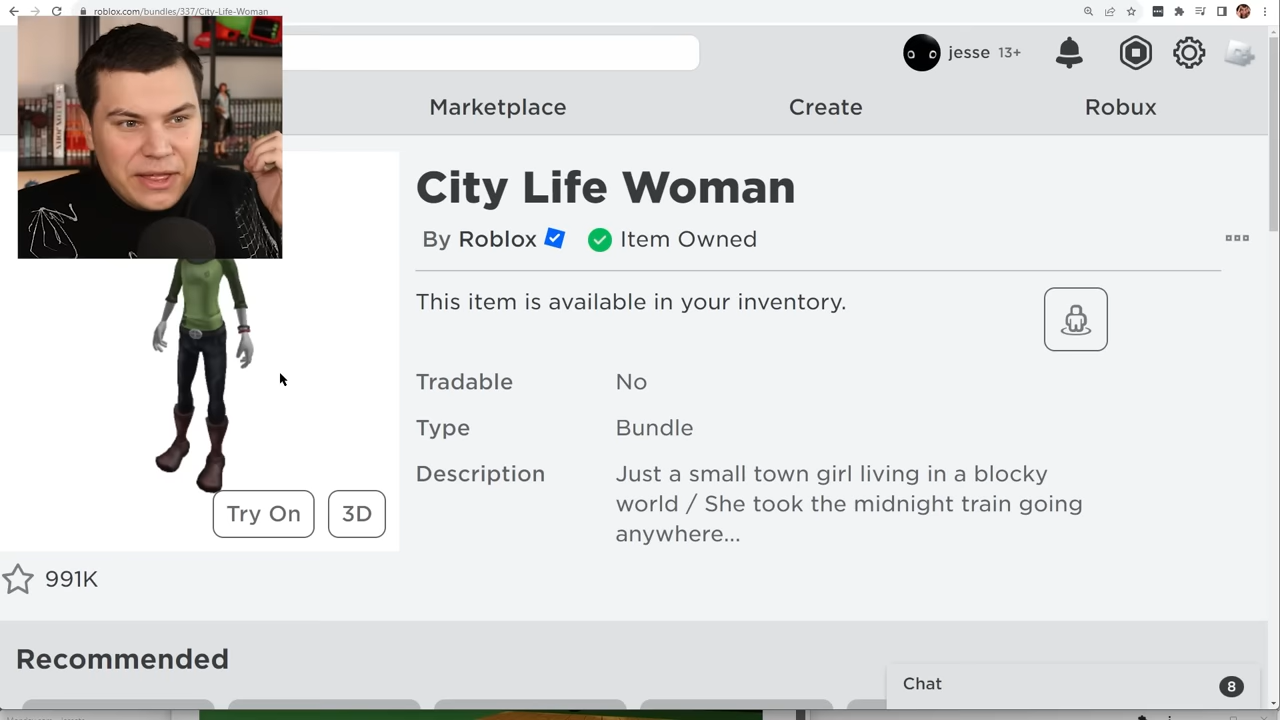 roblox.com/bundles/337/City-Life-Woman
jesse 13+
Marketplace Create Robux
City Life Woman
By Roblox Item Owned
This item is available in your inventory.
Tradable No
Type Bundle
Description Just a small town girl living in a blocky
world / She took the midnight train going
anywhere...
Try On 3D
991K
Recommended
Chat 8